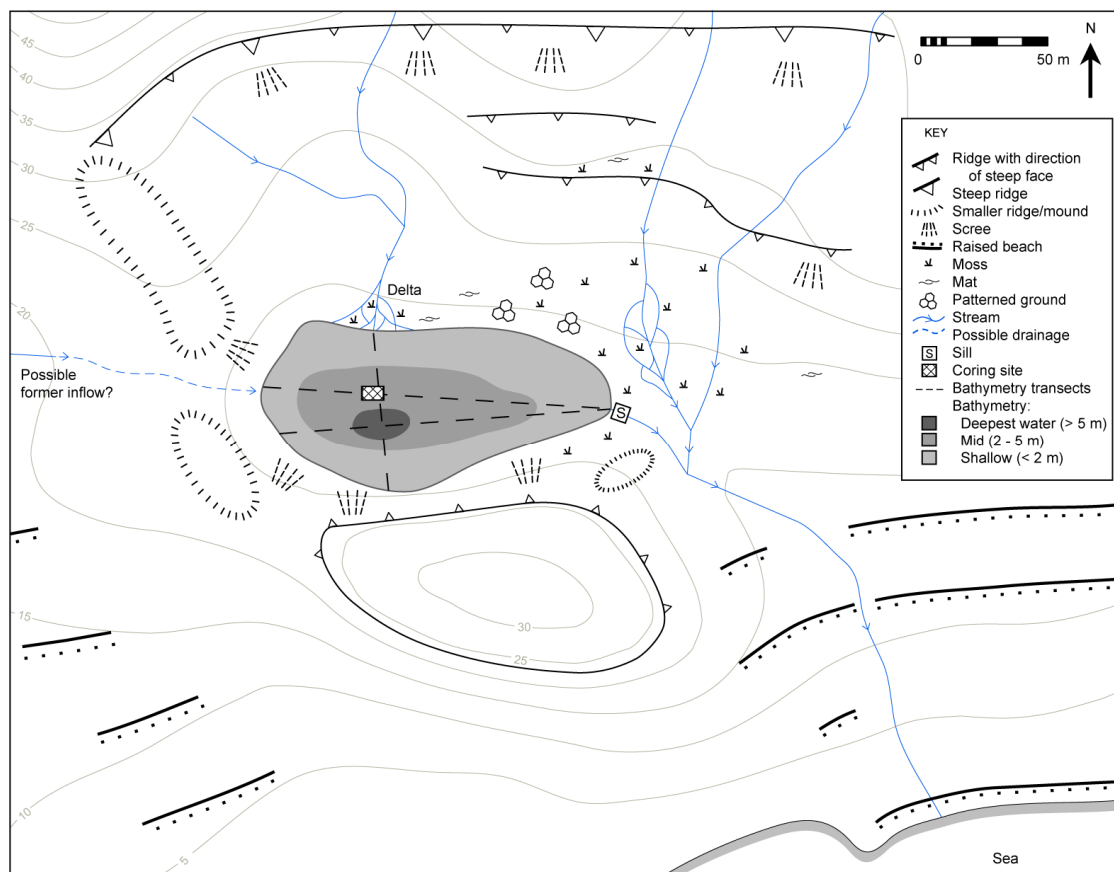 45
40
35
30
25
20
15
10
5
0
50 m
N
KEY
Ridge with direction
of steep face
Steep ridge
Smaller ridge/mound
Scree
Raised beach
Moss
Mat
Patterned ground
Stream
Possible drainage
S
Sill
Coring site
Bathymetry transects
Bathymetry:
Deepest water (> 5 m)
Mid (2 - 5 m)
Shallow (< 2 m)
Delta
Possible
former inflow?
S
30
25
Sea